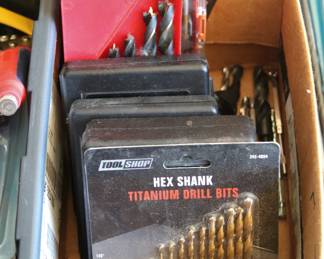 TOOL SHOP
HEX SHANK
TITANIUM DRILL BITS